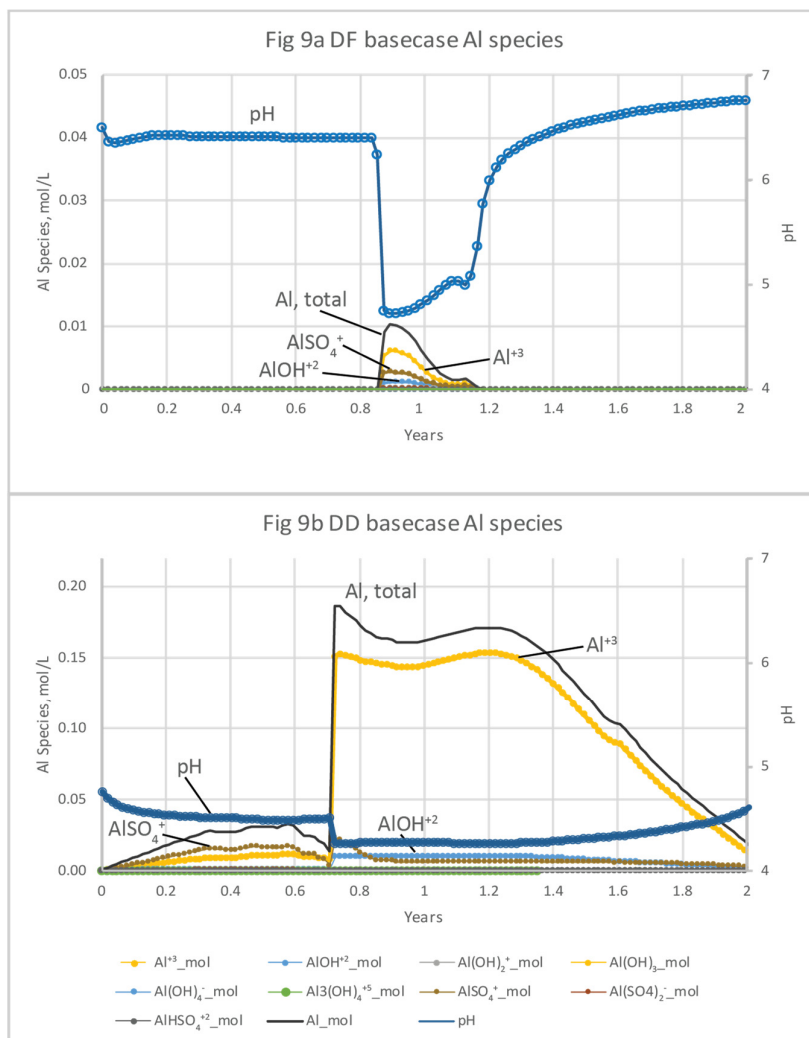 Fig 9a DF basecase Al species
0.05
0.04
0.03
0.02
0.01
0
7
6
5
4
Al Species, mol/L
pH
pH
Al, total
AlSO₄⁺
AlOH⁺²
Al⁺³
0 0.2 0.4 0.6 0.8 1.0 1.2 1.4 1.6 1.8 2
Years
Fig 9b DD basecase Al species
0.20
0.15
0.10
0.05
0.00
7
6
5
4
Al Species, mol/L
pH
Al, total
Al⁺³
pH
AlSO₄⁺
AlOH⁺²
0 0.2 0.4 0.6 0.8 1 1.2 1.4 1.6 1.8 2
Years
Al⁺³_mol AlOH⁺²_mol Al(OH)₂⁺_mol Al(OH)₃_mol
Al(OH)₄⁻_mol Al3(OH)₄⁺⁵_mol AlSO₄⁺_mol Al(SO4)₂⁻_mol
AlHSO₄⁺²_mol Al_mol pH